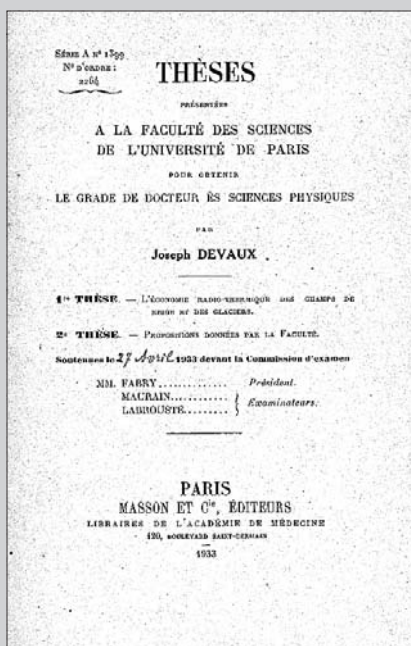 Série A N° 1399
N° D'ORDRE :
2264
THÈSES
PRÉSENTÉES
A LA FACULTÉ DES SCIENCES
DE L'UNIVERSITÉ DE PARIS
POUR OBTENIR
LE GRADE DE DOCTEUR ÈS SCIENCES PHYSIQUES
PAR
Joseph DEVAUX
1re THÈSE. — L'ÉCONOMIE RADIO-THERMIQUE DES CHAMPS DE
NEIGE ET DES GLACIERS.
2e THÈSE. — PROPOSITIONS DONNÉES PAR LA FACULTÉ.
Soutenues le 27 Avril 1933 devant la Commission d'examen
MM. FABRY.............. Président.
MAURAIN............ } Examinateurs.
LABROUSTE......... }
PARIS
MASSON ET Cie, ÉDITEURS
LIBRAIRES DE L'ACADÉMIE DE MÉDECINE
120, BOULEVARD SAINT-GERMAIN
1933